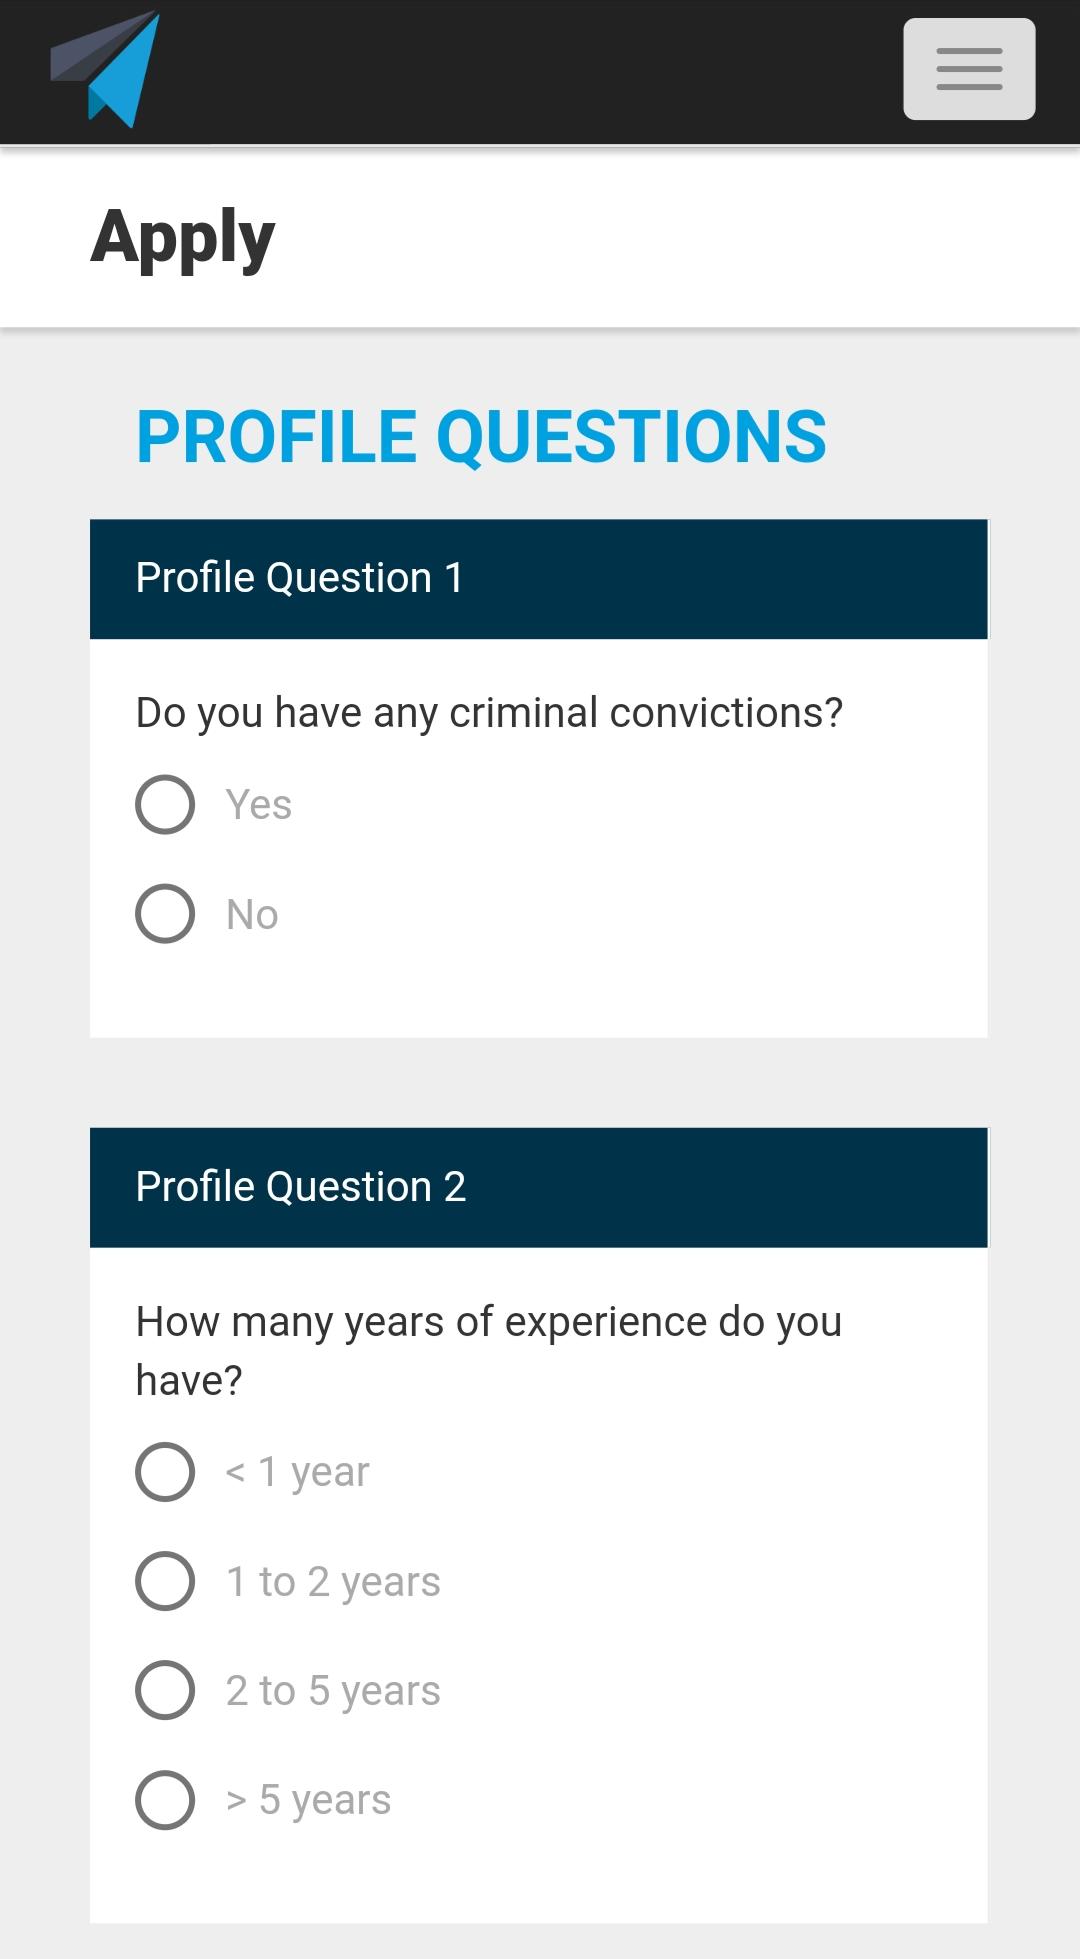 Apply
PROFILE QUESTIONS
Profile Question 1
Do you have any criminal convictions?
Yes
No
Profile Question 2
How many years of experience do you
have?
< 1 year
1 to 2 years
2 to 5 years
> 5 years